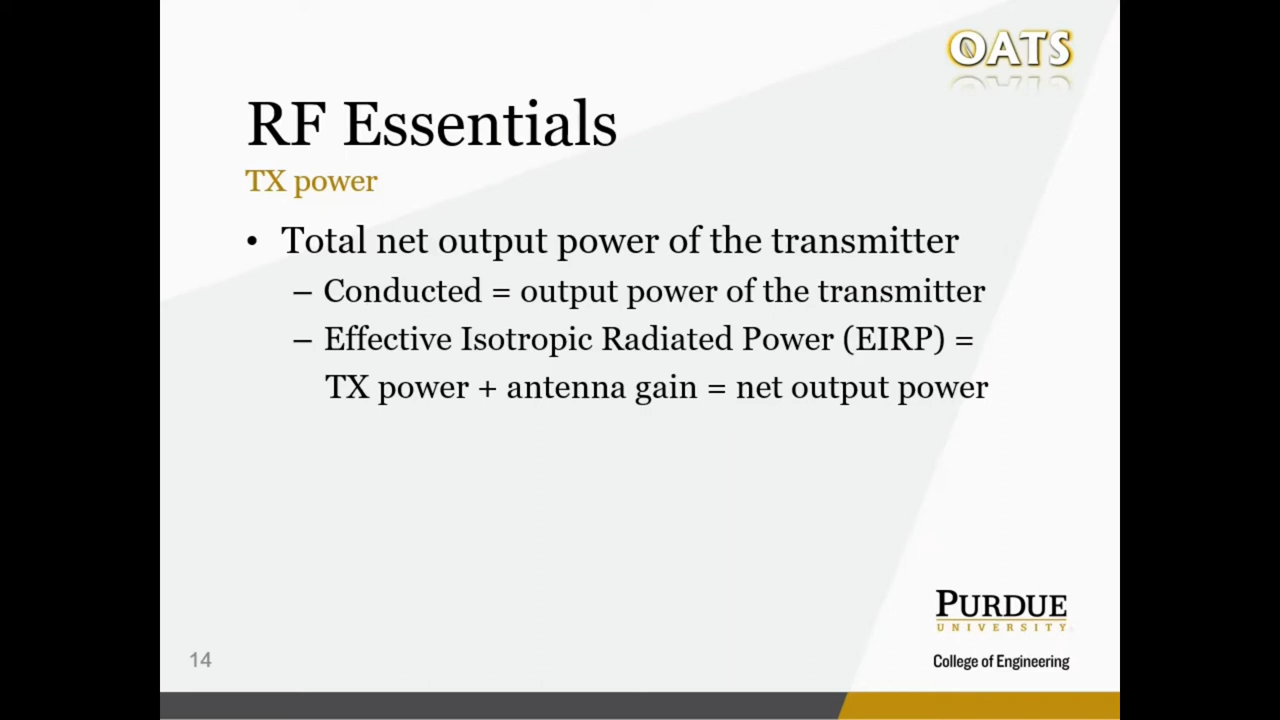 OATS
RF Essentials
TX power
• Total net output power of the transmitter
– Conducted = output power of the transmitter
– Effective Isotropic Radiated Power (EIRP) =
TX power + antenna gain = net output power
PURDUE
UNIVERSITY
14
College of Engineering